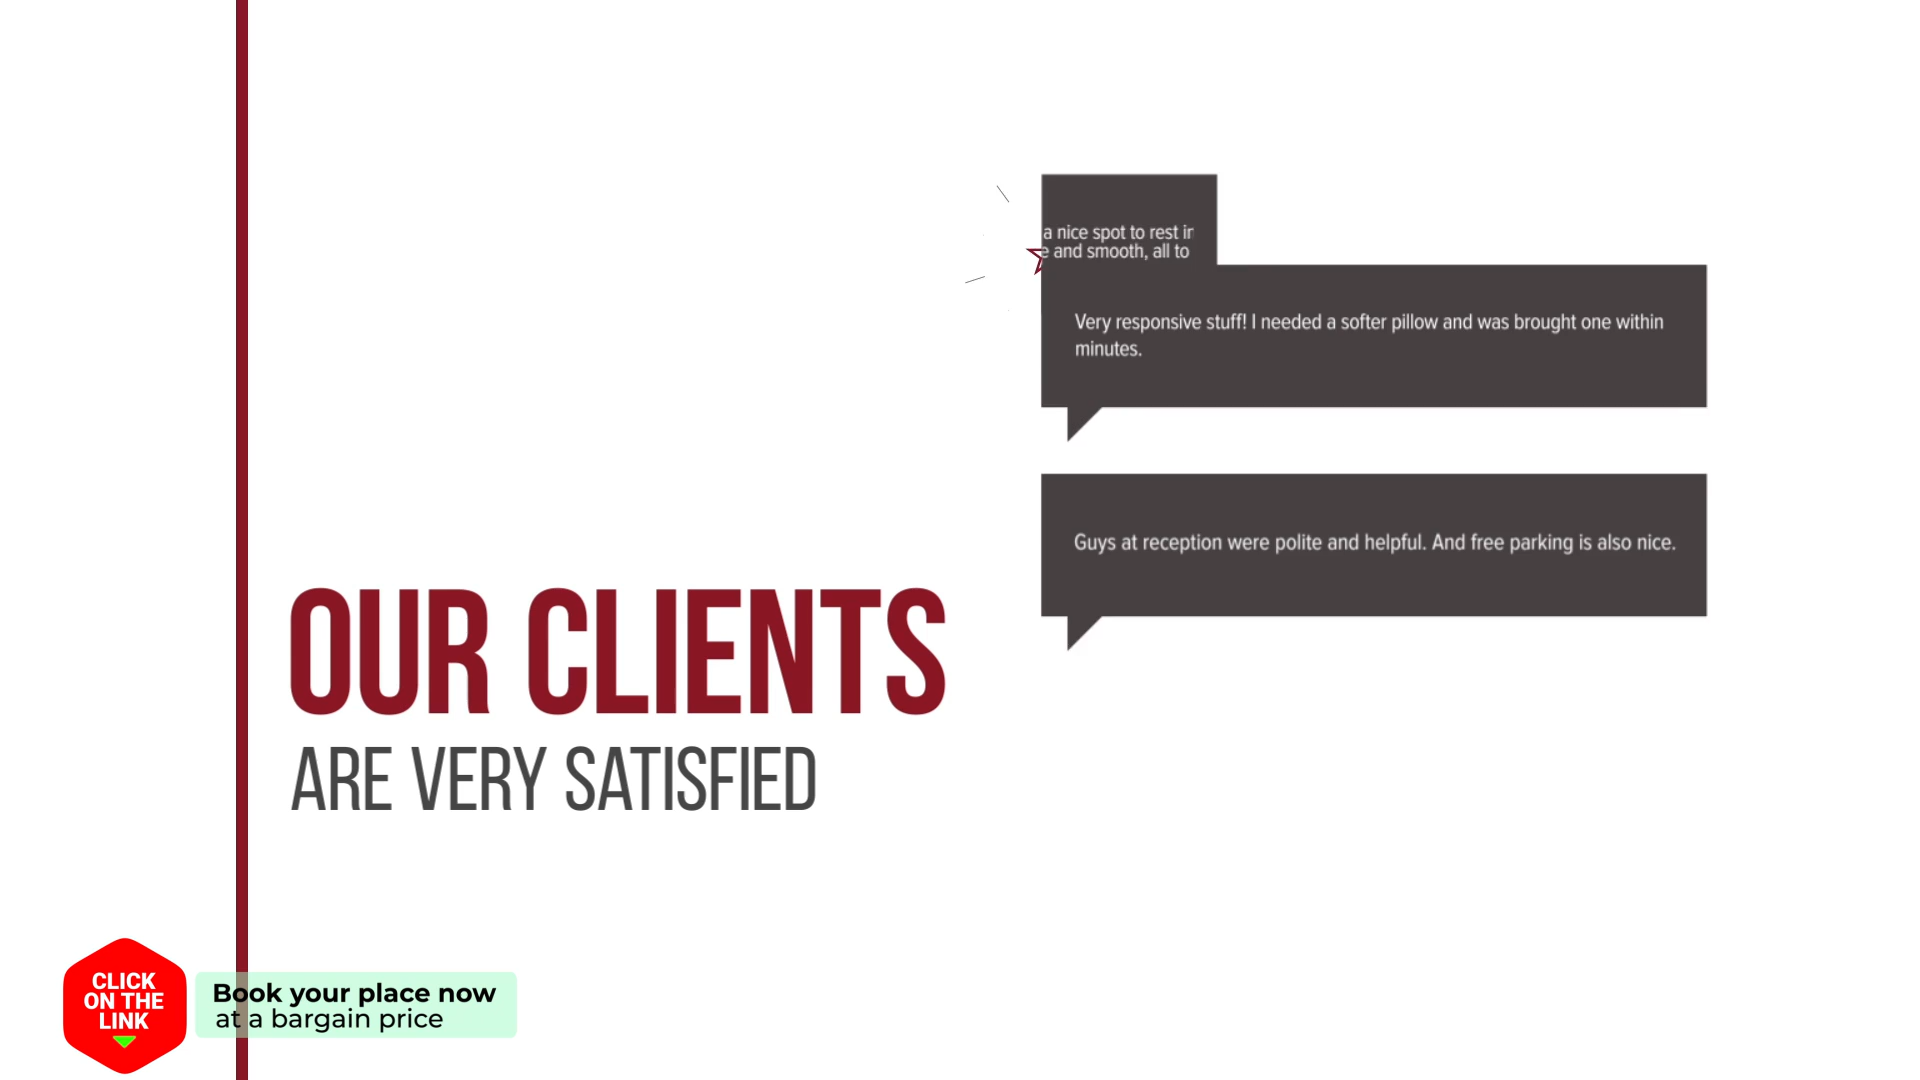 a nice spot to rest
and smooth, all to
Very responsive stuff! I needed a softer pillow and was brought one within
minutes.
Guys at reception were polite and helpful. And free parking is also nice.
OUR CLIENTS
ARE VERY SATISFIED
CLICK
ON THE
LINK
Book your place now
at a bargain price